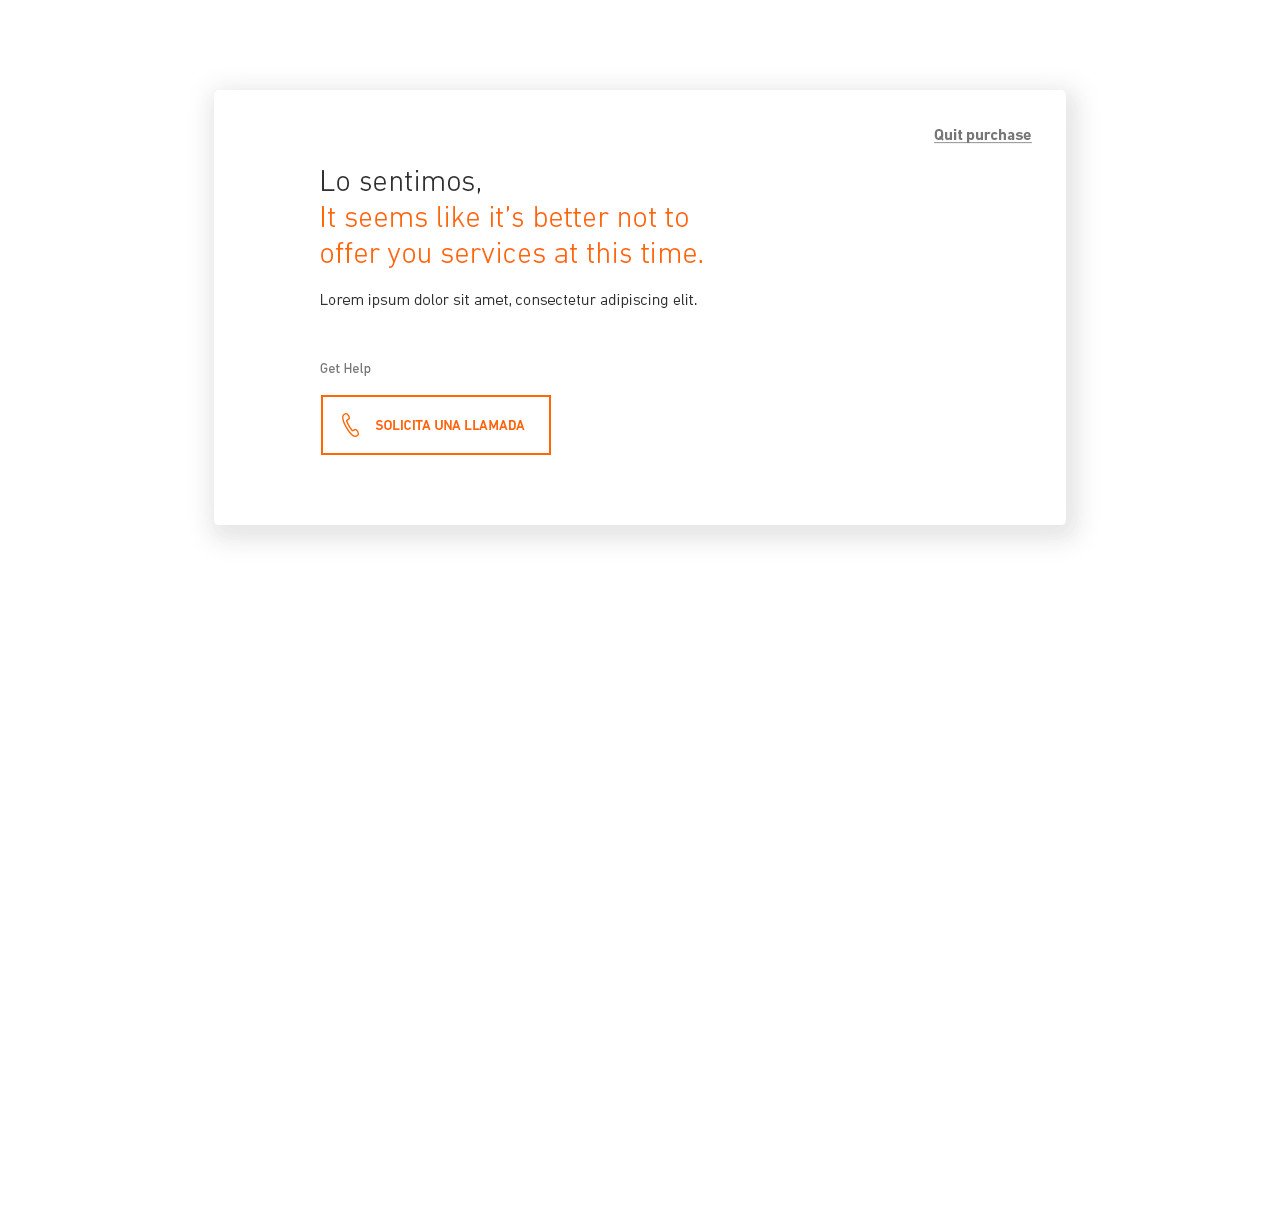 Quit purchase
Lo sentimos,
It seems like it’s better not to
offer you services at this time.
Lorem ipsum dolor sit amet, consectetur adipiscing elit.
Get Help
SOLICITA UNA LLAMADA